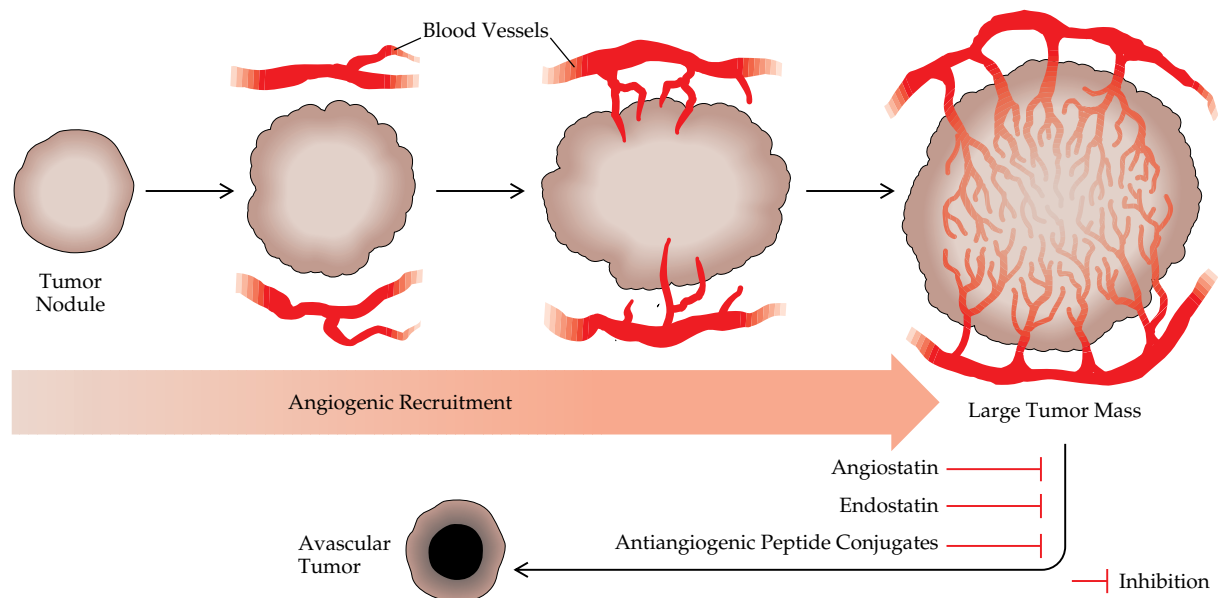 Blood Vessels
Tumor
Nodule
Angiogenic Recruitment
Large Tumor Mass
Angiostatin
Endostatin
Antiangiogenic Peptide Conjugates
Avascular
Tumor
Inhibition